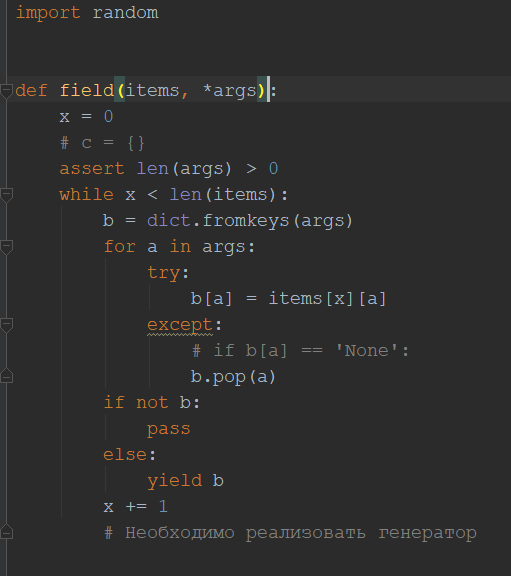 import random
def field(items, *args):
    x = 0
    # c = {}
    assert len(args) > 0
    while x < len(items):
        b = dict.fromkeys(args)
        for a in args:
            try:
                b[a] = items[x][a]
            except:
                # if b[a] == 'None':
                b.pop(a)
        if not b:
            pass
        else:
            yield b
        x += 1
        # Необходимо реализовать генератор